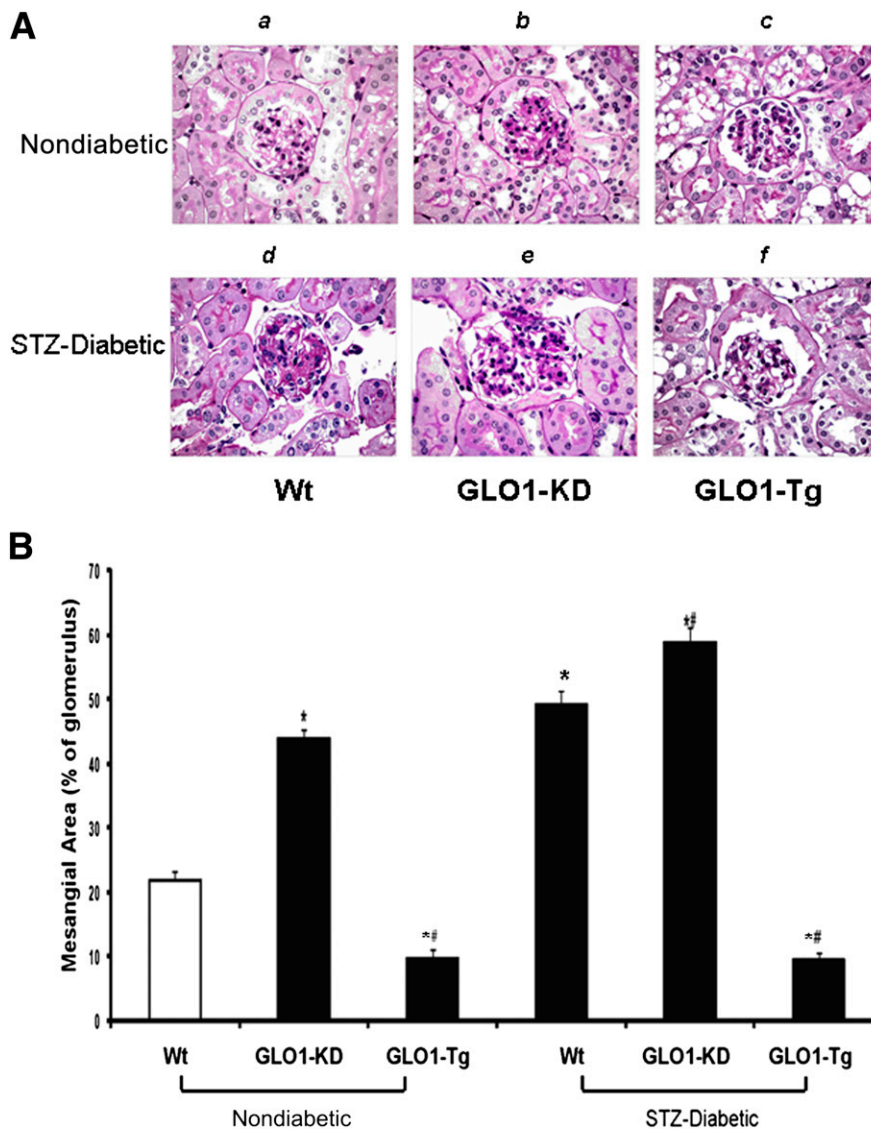 A
a b c
Nondiabetic
d e f
STZ-Diabetic
Wt GLO1-KD GLO1-Tg
B
Mesangial Area (% of glomerulus)
70
60
50
40
30
20
10
0
*
*#
*
*#
*#
Wt GLO1-KD GLO1-Tg Wt GLO1-KD GLO1-Tg
Nondiabetic STZ-Diabetic